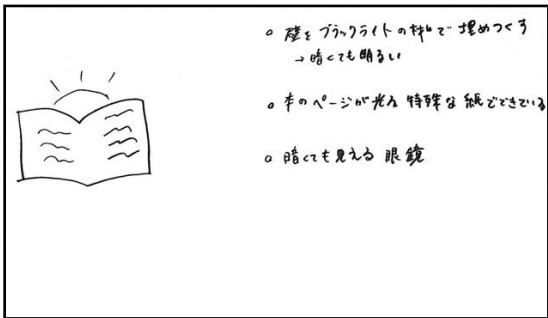 ○ 壁をブラックライトの材料で埋めつくす
→ 暗くても明るい
○ 本のページが光る特殊な紙でできている
○ 暗くても見える眼鏡